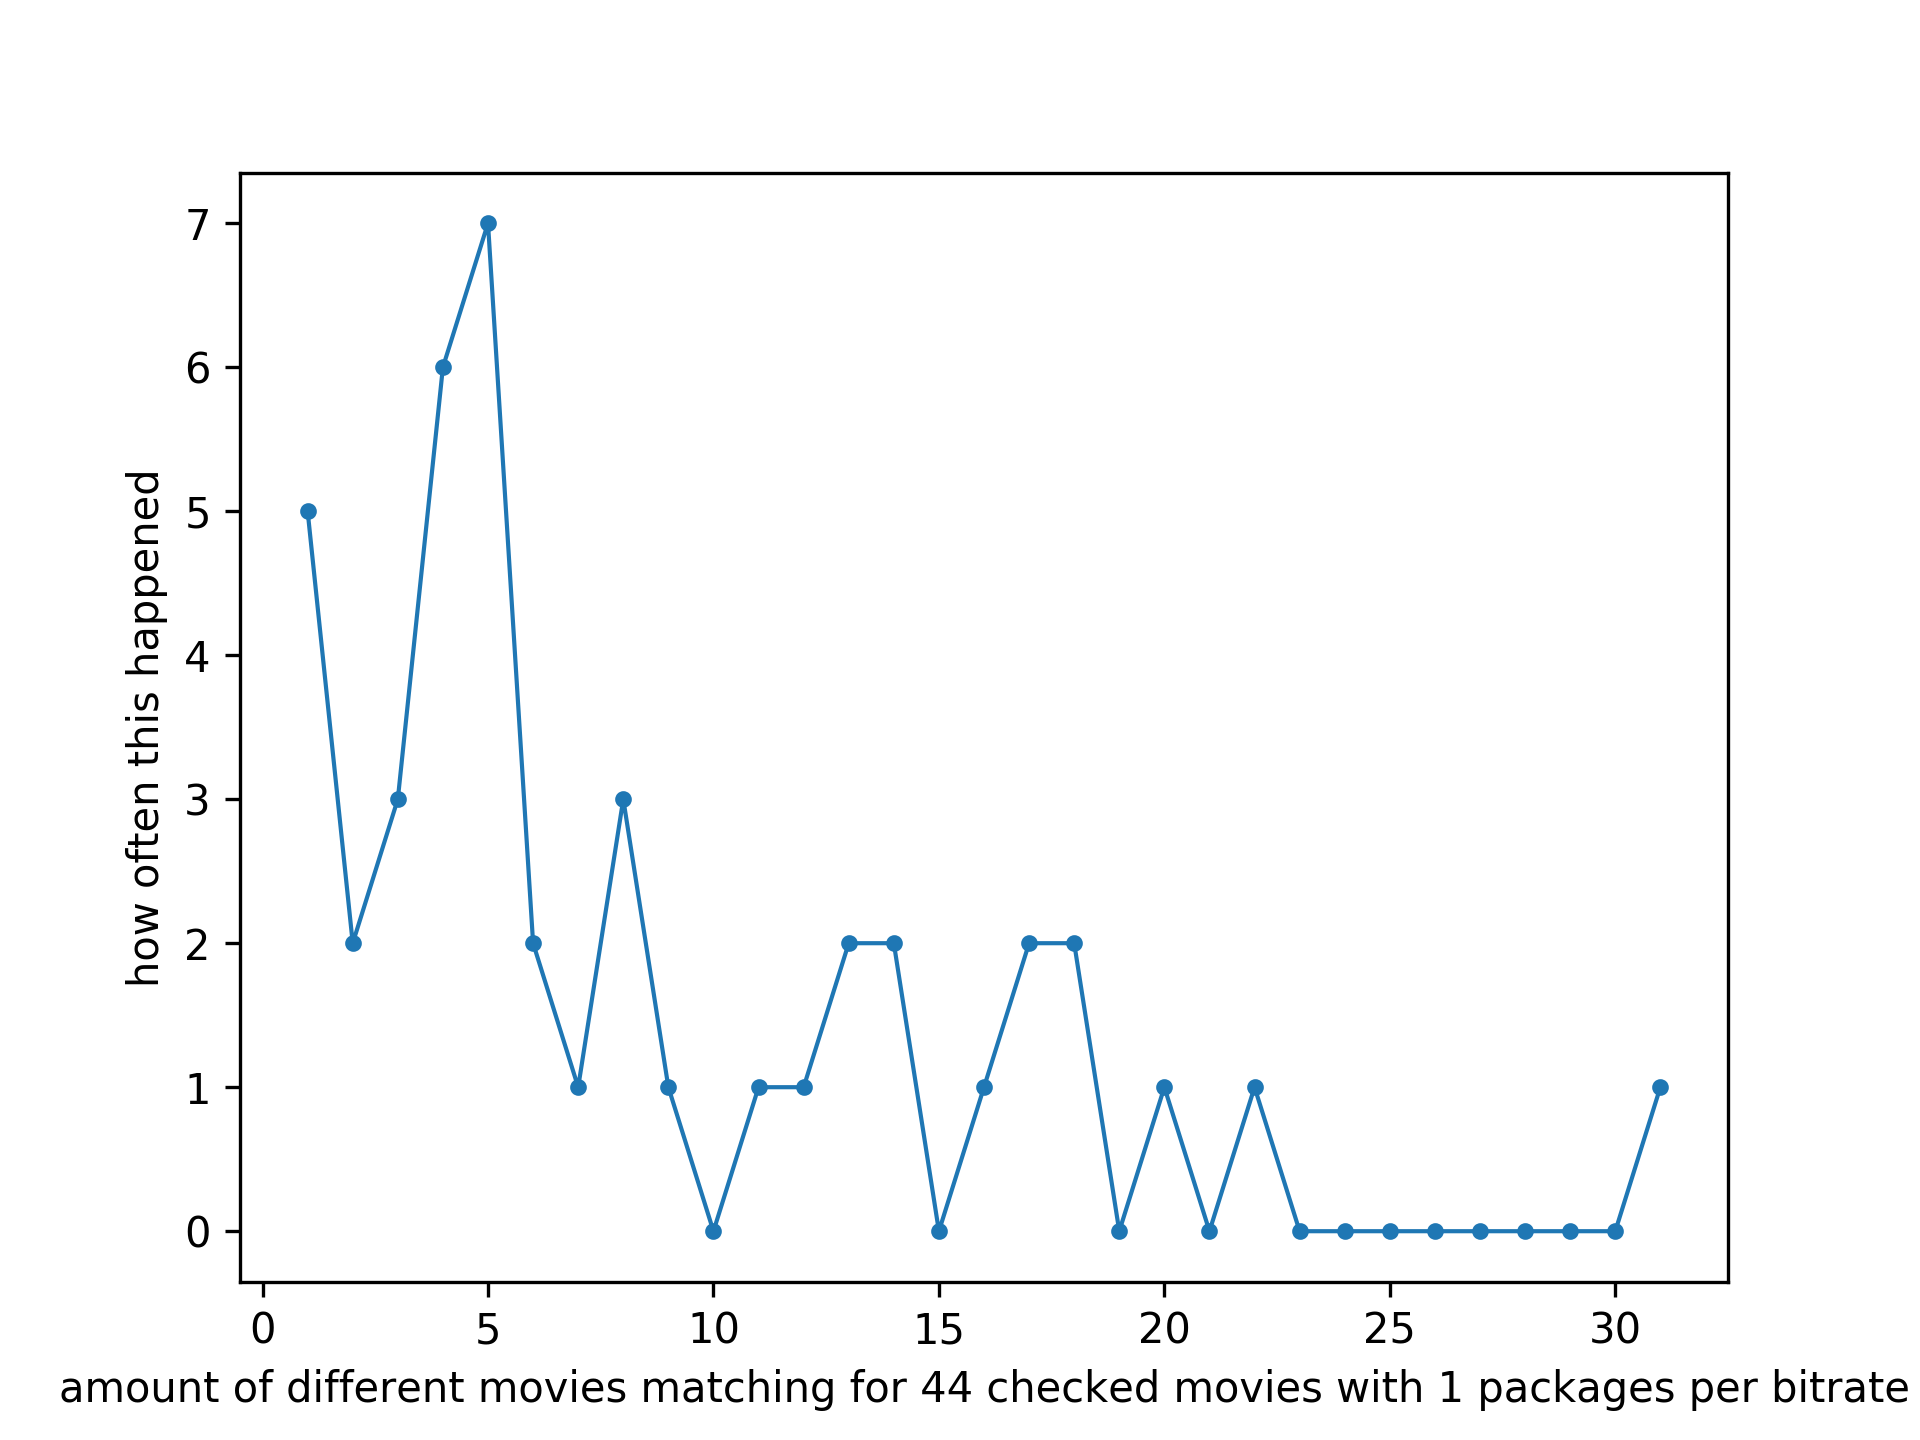 7
6
5
4
3
2
1
0
how often this happened
0 5 10 15 20 25 30
amount of different movies matching for 44 checked movies with 1 packages per bitrate